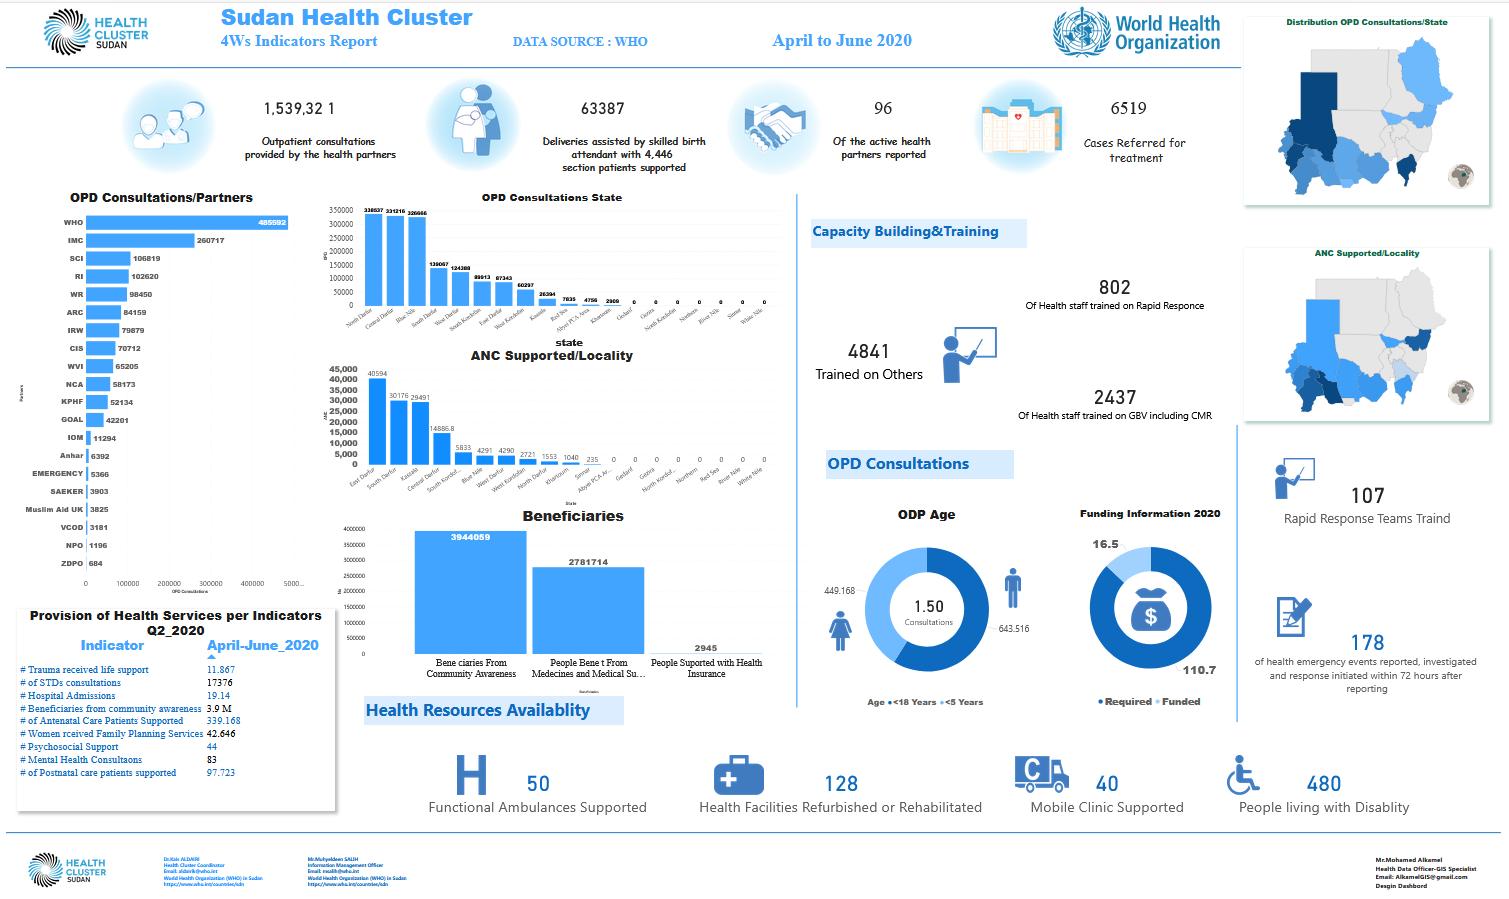 HEALTH
CLUSTER
SUDAN
Sudan Health Cluster
4Ws Indicators Report
DATA SOURCE : WHO
April to June 2020
World Health
Organization
1,539,32 1
Outpatient consultations
provided by the health partners
63387
Deliveries assisted by skilled birth
attendant with 4,446
section patients supported
96
Of the active health
partners reported
6519
Cases Referred for
treatment
Distribution OPD Consultations/State
OPD Consultations/Partners
Partners
WHO 485592
IMC 260717
SCI 106819
RI 102620
WR 98450
ARC 84159
IRW 79879
CIS 70712
WVI 65205
NCA 58173
KPHF 52134
GOAL 42201
IOM 11294
Anhar 6392
EMERGENCY 5366
SAEKER 3903
Muslim Aid UK 3825
VCOD 3181
NPO 1196
ZDPO 684
0 100000 200000 300000 400000 5000...
OPD Consultations
OPD Consultations State
350000
300000
250000
200000
150000
100000
50000
0
338537 331216 326666 139067 124388 89913 87343 60297 26394 7835 4756 2909 0 0 0 0 0 0 0
North Darfur Central Darfur Blue Nile South Darfur West Darfur South Kordofan East Darfur West Kordofan Kassala Red Sea Abyei PCA Area Khartoum Gedaref Gezira North Kordofan Northern River Nile Sinnar White Nile
state
ANC Supported/Locality
45,000
40,000
35,000
30,000
25,000
20,000
15,000
10,000
5,000
0
40594 30176 29491 14886.8 5833 4291 4290 2721 1553 1040 235 0 0 0 0 0 0 0 0
East Darfur South Darfur Kassala Central Darfur South Kordof... Blue Nile West Darfur West Kordofan North Darfur Khartoum Sinnar Abyei PCA Ar... Gedaref Gezira North Kordof... Northern Red Sea River Nile White Nile
State
Beneficiaries
4000000
3500000
3000000
2500000
2000000
1500000
1000000
500000
0
3944059
2781714
2945
Bene ciaries From
Community Awareness
People Bene t From
Medecines and Medical Su...
People Suported with Health
Insurance
Beneficiaries
Capacity Building&Training
802
Of Health staff trained on Rapid Responce
4841
Trained on Others
2437
Of Health staff trained on GBV including CMR
ANC Supported/Locality
OPD Consultations
ODP Age
449.168
1.50
Consultations
643.516
Age <18 Years <5 Years
Funding Information 2020
16.5
$
110.7
Required Funded
107
Rapid Response Teams Traind
178
of health emergency events reported, investigated
and response initiated within 72 hours after
reporting
Provision of Health Services per Indicators
Q2_2020
Indicator April-June_2020
# Trauma received life support 11.867
# of STDs consultations 17376
# Hospital Admissions 19.14
# Beneficiaries from community awareness 3.9 M
# of Antenatal Care Patients Supported 339.168
# Women rceived Family Planning Services 42.646
# Psychosocial Support 44
# Mental Health Consultaons 83
# of Postnatal care patients supported 97.723
Health Resources Availablity
H
50
Functional Ambulances Supported
128
Health Facilities Refurbished or Rehabilitated
C
40
Mobile Clinic Supported
480
People living with Disablity
HEALTH
CLUSTER
SUDAN
Dr.Kais ALDAIRI
Health Cluster Coordinator
Email: aldairik@who.int
World Health Organization (WHO) in Sudan
https://www.who.int/countries/sdn
Mr.Muhyeldeen SALIH
Information Management Officer
Email: msalih@who.int
World Health Organization (WHO) in Sudan
https://www.who.int/countries/sdn
Mr.Mohamed Alkamel
Health Data Officer-GIS Specialist
Email: AlkamelGIS@gmail.com
Desgin Dashbord